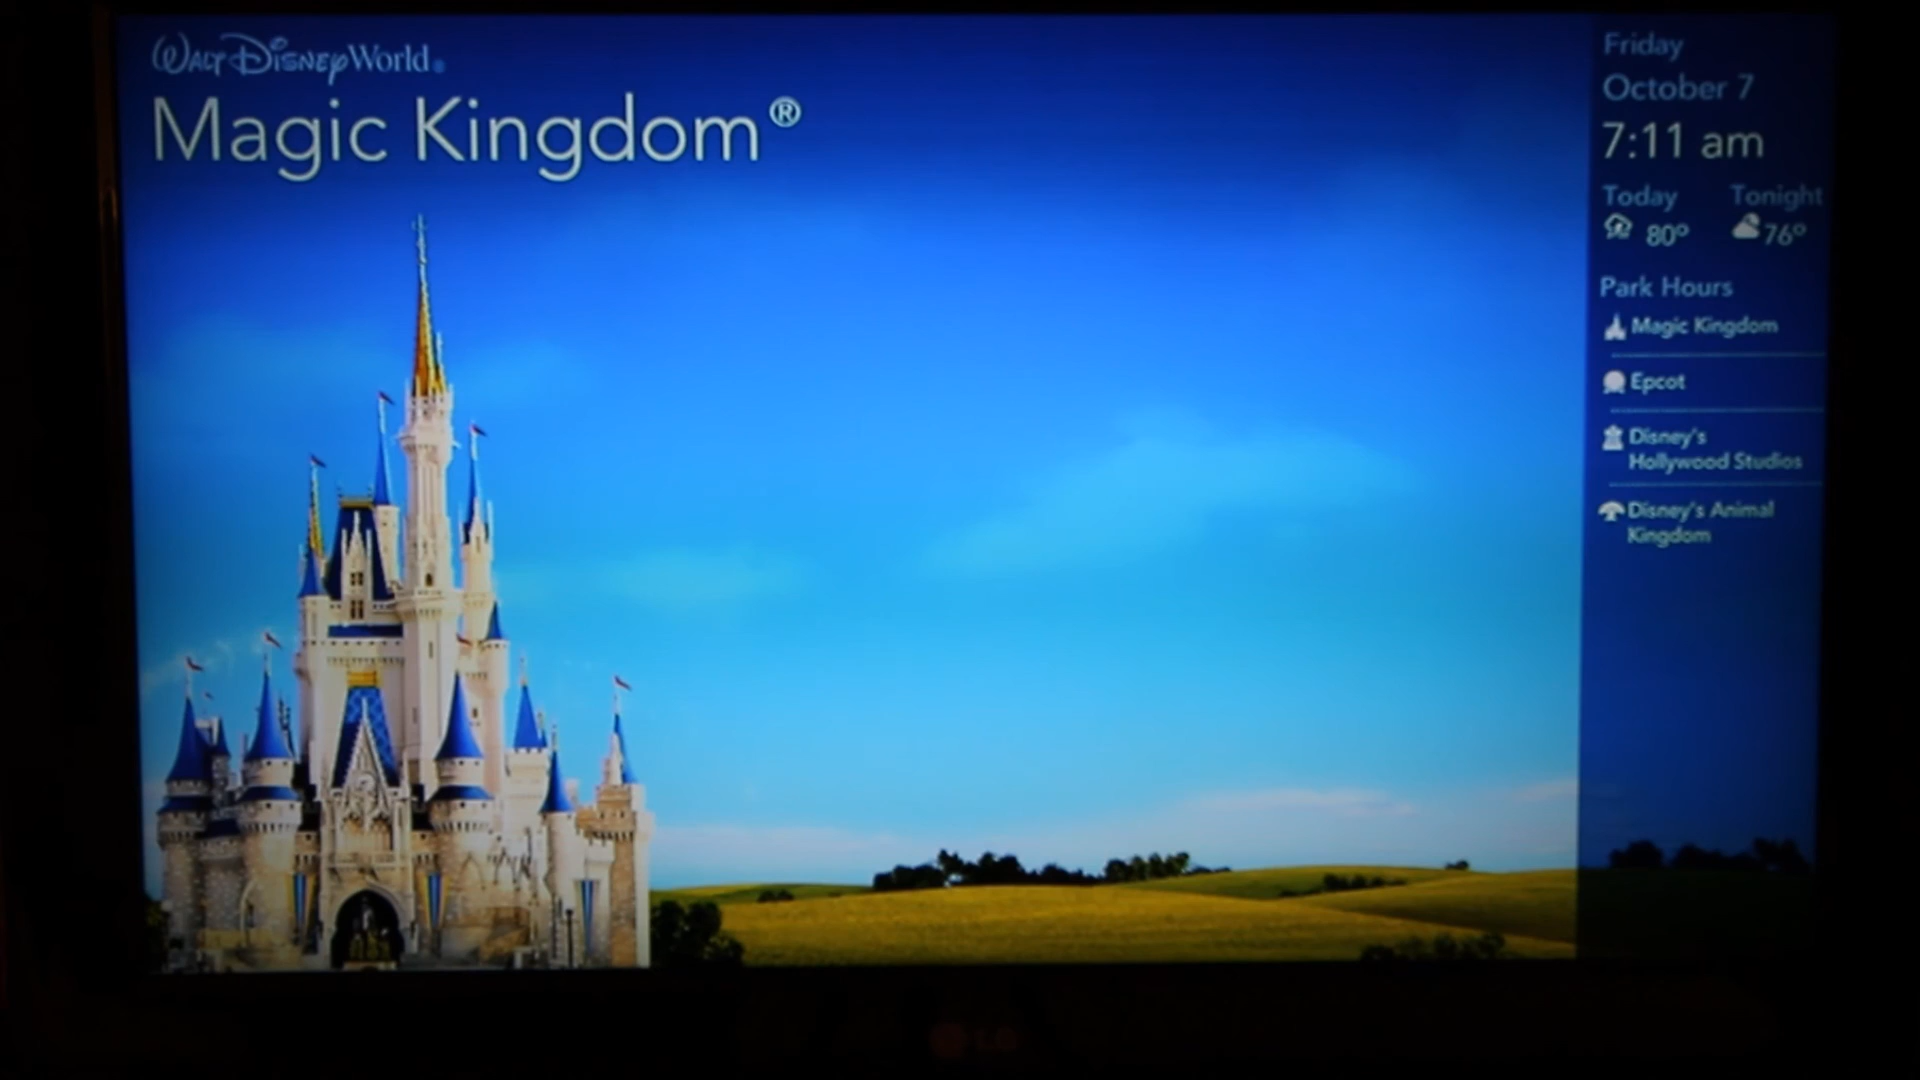 Walt Disney World®
Magic Kingdom®
Friday
October 7
7:11 am
Today Tonight
80° 76°
Park Hours
Magic Kingdom
Epcot
Disney's
Hollywood Studios
Disney's Animal
Kingdom
LG